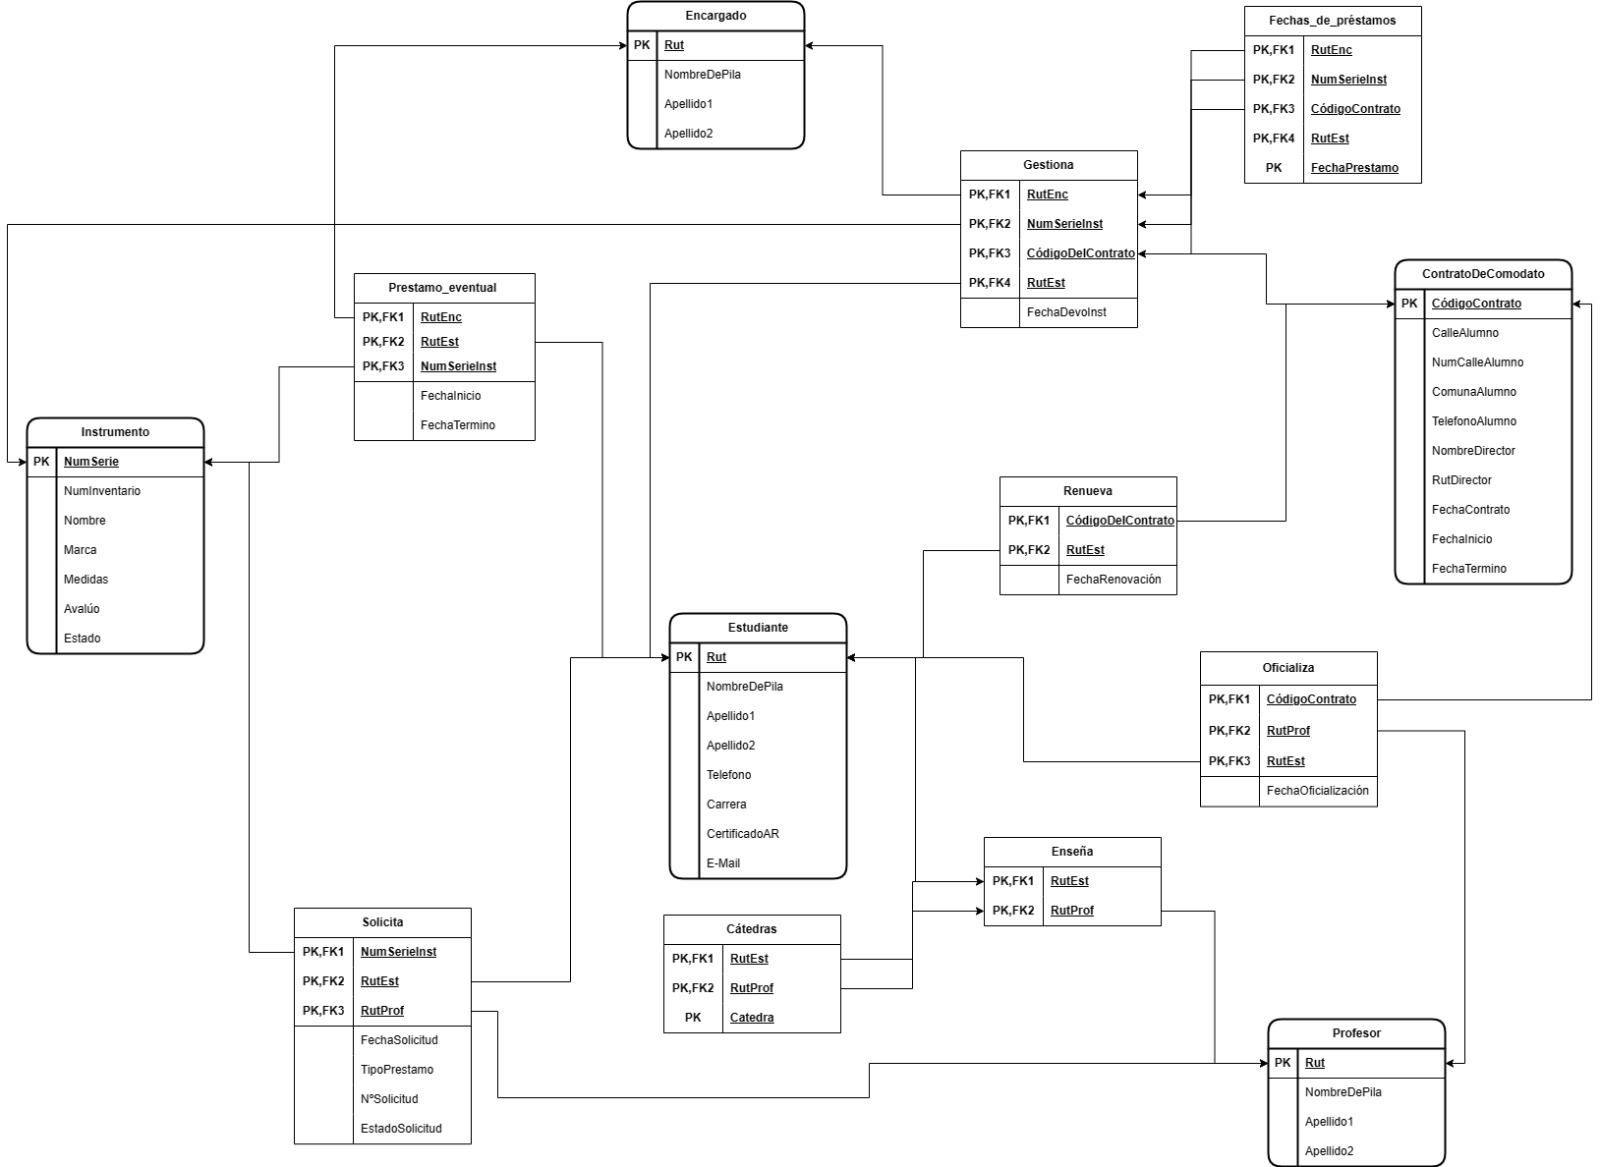 Encargado
PK Rut
NombreDePila
Apellido1
Apellido2
Fechas_de_préstamos
PK,FK1 RutEnc
PK,FK2 NumSerieInst
PK,FK3 CódigoContrato
PK,FK4 RutEst
PK FechaPrestamo
Gestiona
PK,FK1 RutEnc
PK,FK2 NumSerieInst
PK,FK3 CódigoDelContrato
PK,FK4 RutEst
FechaDevoInst
ContratoDeComodato
PK CódigoContrato
CalleAlumno
NumCalleAlumno
ComunaAlumno
TelefonoAlumno
NombreDirector
RutDirector
FechaContrato
FechaInicio
FechaTermino
Prestamo_eventual
PK,FK1 RutEnc
PK,FK2 RutEst
PK,FK3 NumSerieInst
FechaInicio
FechaTermino
Instrumento
PK NumSerie
NumInventario
Nombre
Marca
Medidas
Avalúo
Estado
Renueva
PK,FK1 CódigoDelContrato
PK,FK2 RutEst
FechaRenovación
Estudiante
PK Rut
NombreDePila
Apellido1
Apellido2
Telefono
Carrera
CertificadoAR
E-Mail
Oficializa
PK,FK1 CódigoContrato
PK,FK2 RutProf
PK,FK3 RutEst
FechaOficialización
Enseña
PK,FK1 RutEst
PK,FK2 RutProf
Solicita
PK,FK1 NumSerieInst
PK,FK2 RutEst
PK,FK3 RutProf
FechaSolicitud
TipoPrestamo
NºSolicitud
EstadoSolicitud
Cátedras
PK,FK1 RutEst
PK,FK2 RutProf
PK Catedra
Profesor
PK Rut
NombreDePila
Apellido1
Apellido2